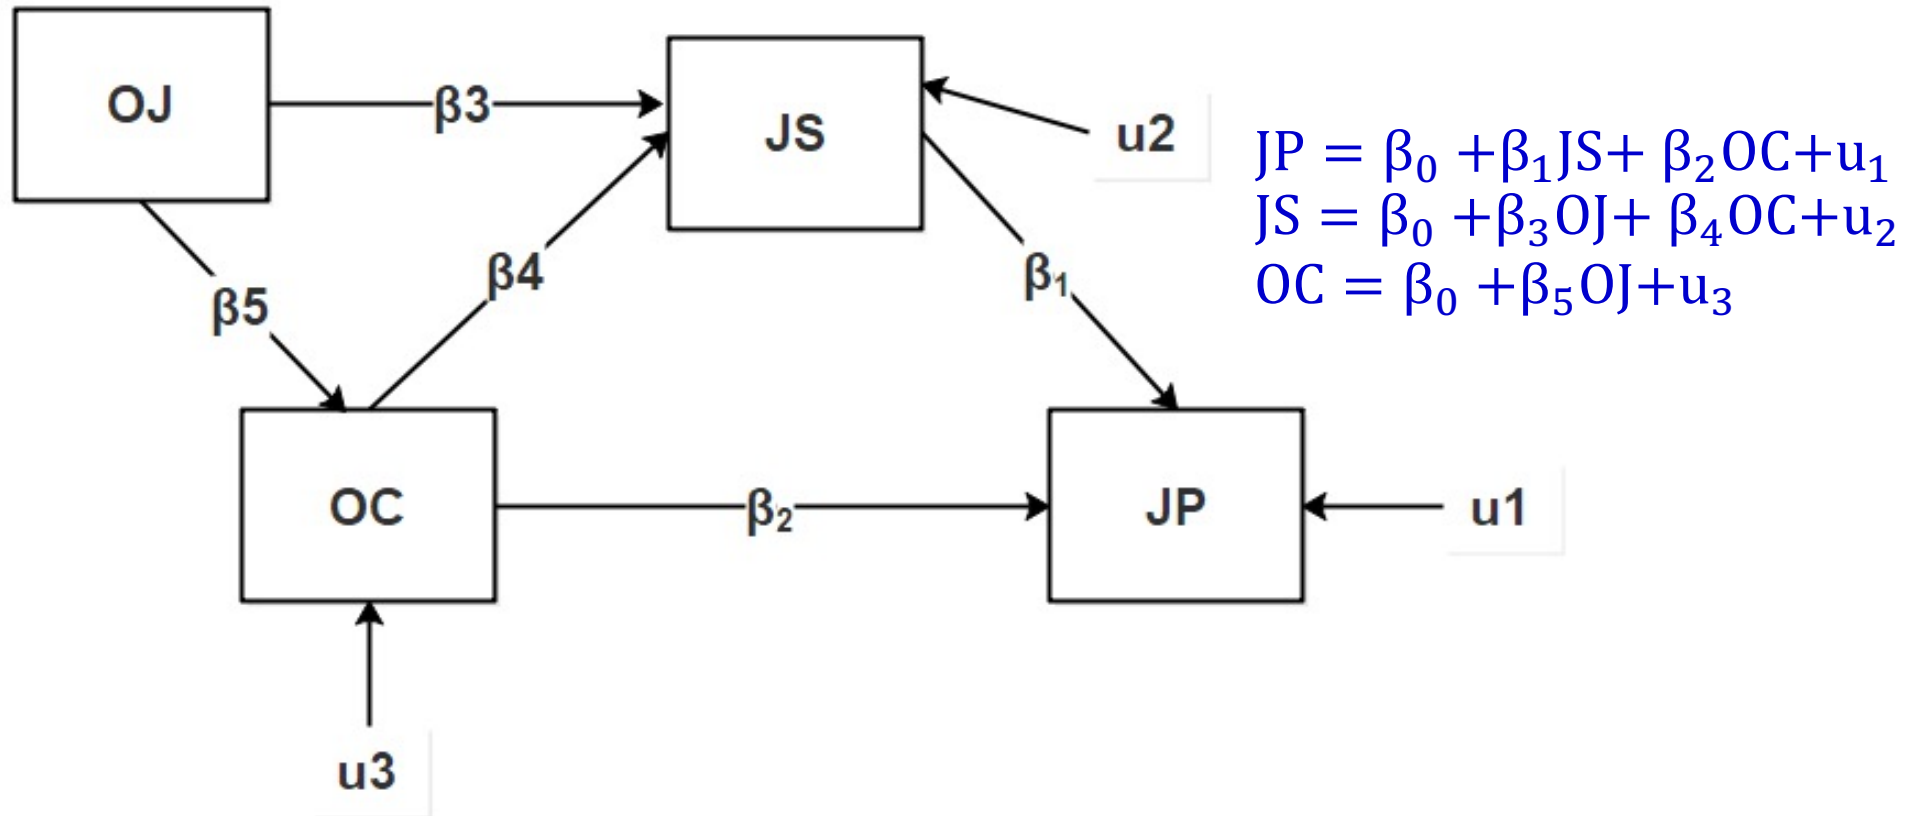 OJ
β3
JS
u2
JP = β₀ +β₁JS+ β₂OC+u₁
JS = β₀ +β₃OJ+ β₄OC+u₂
OC = β₀ +β₅OJ+u₃
β5
β4
β₁
OC
β₂
JP
u1
u3